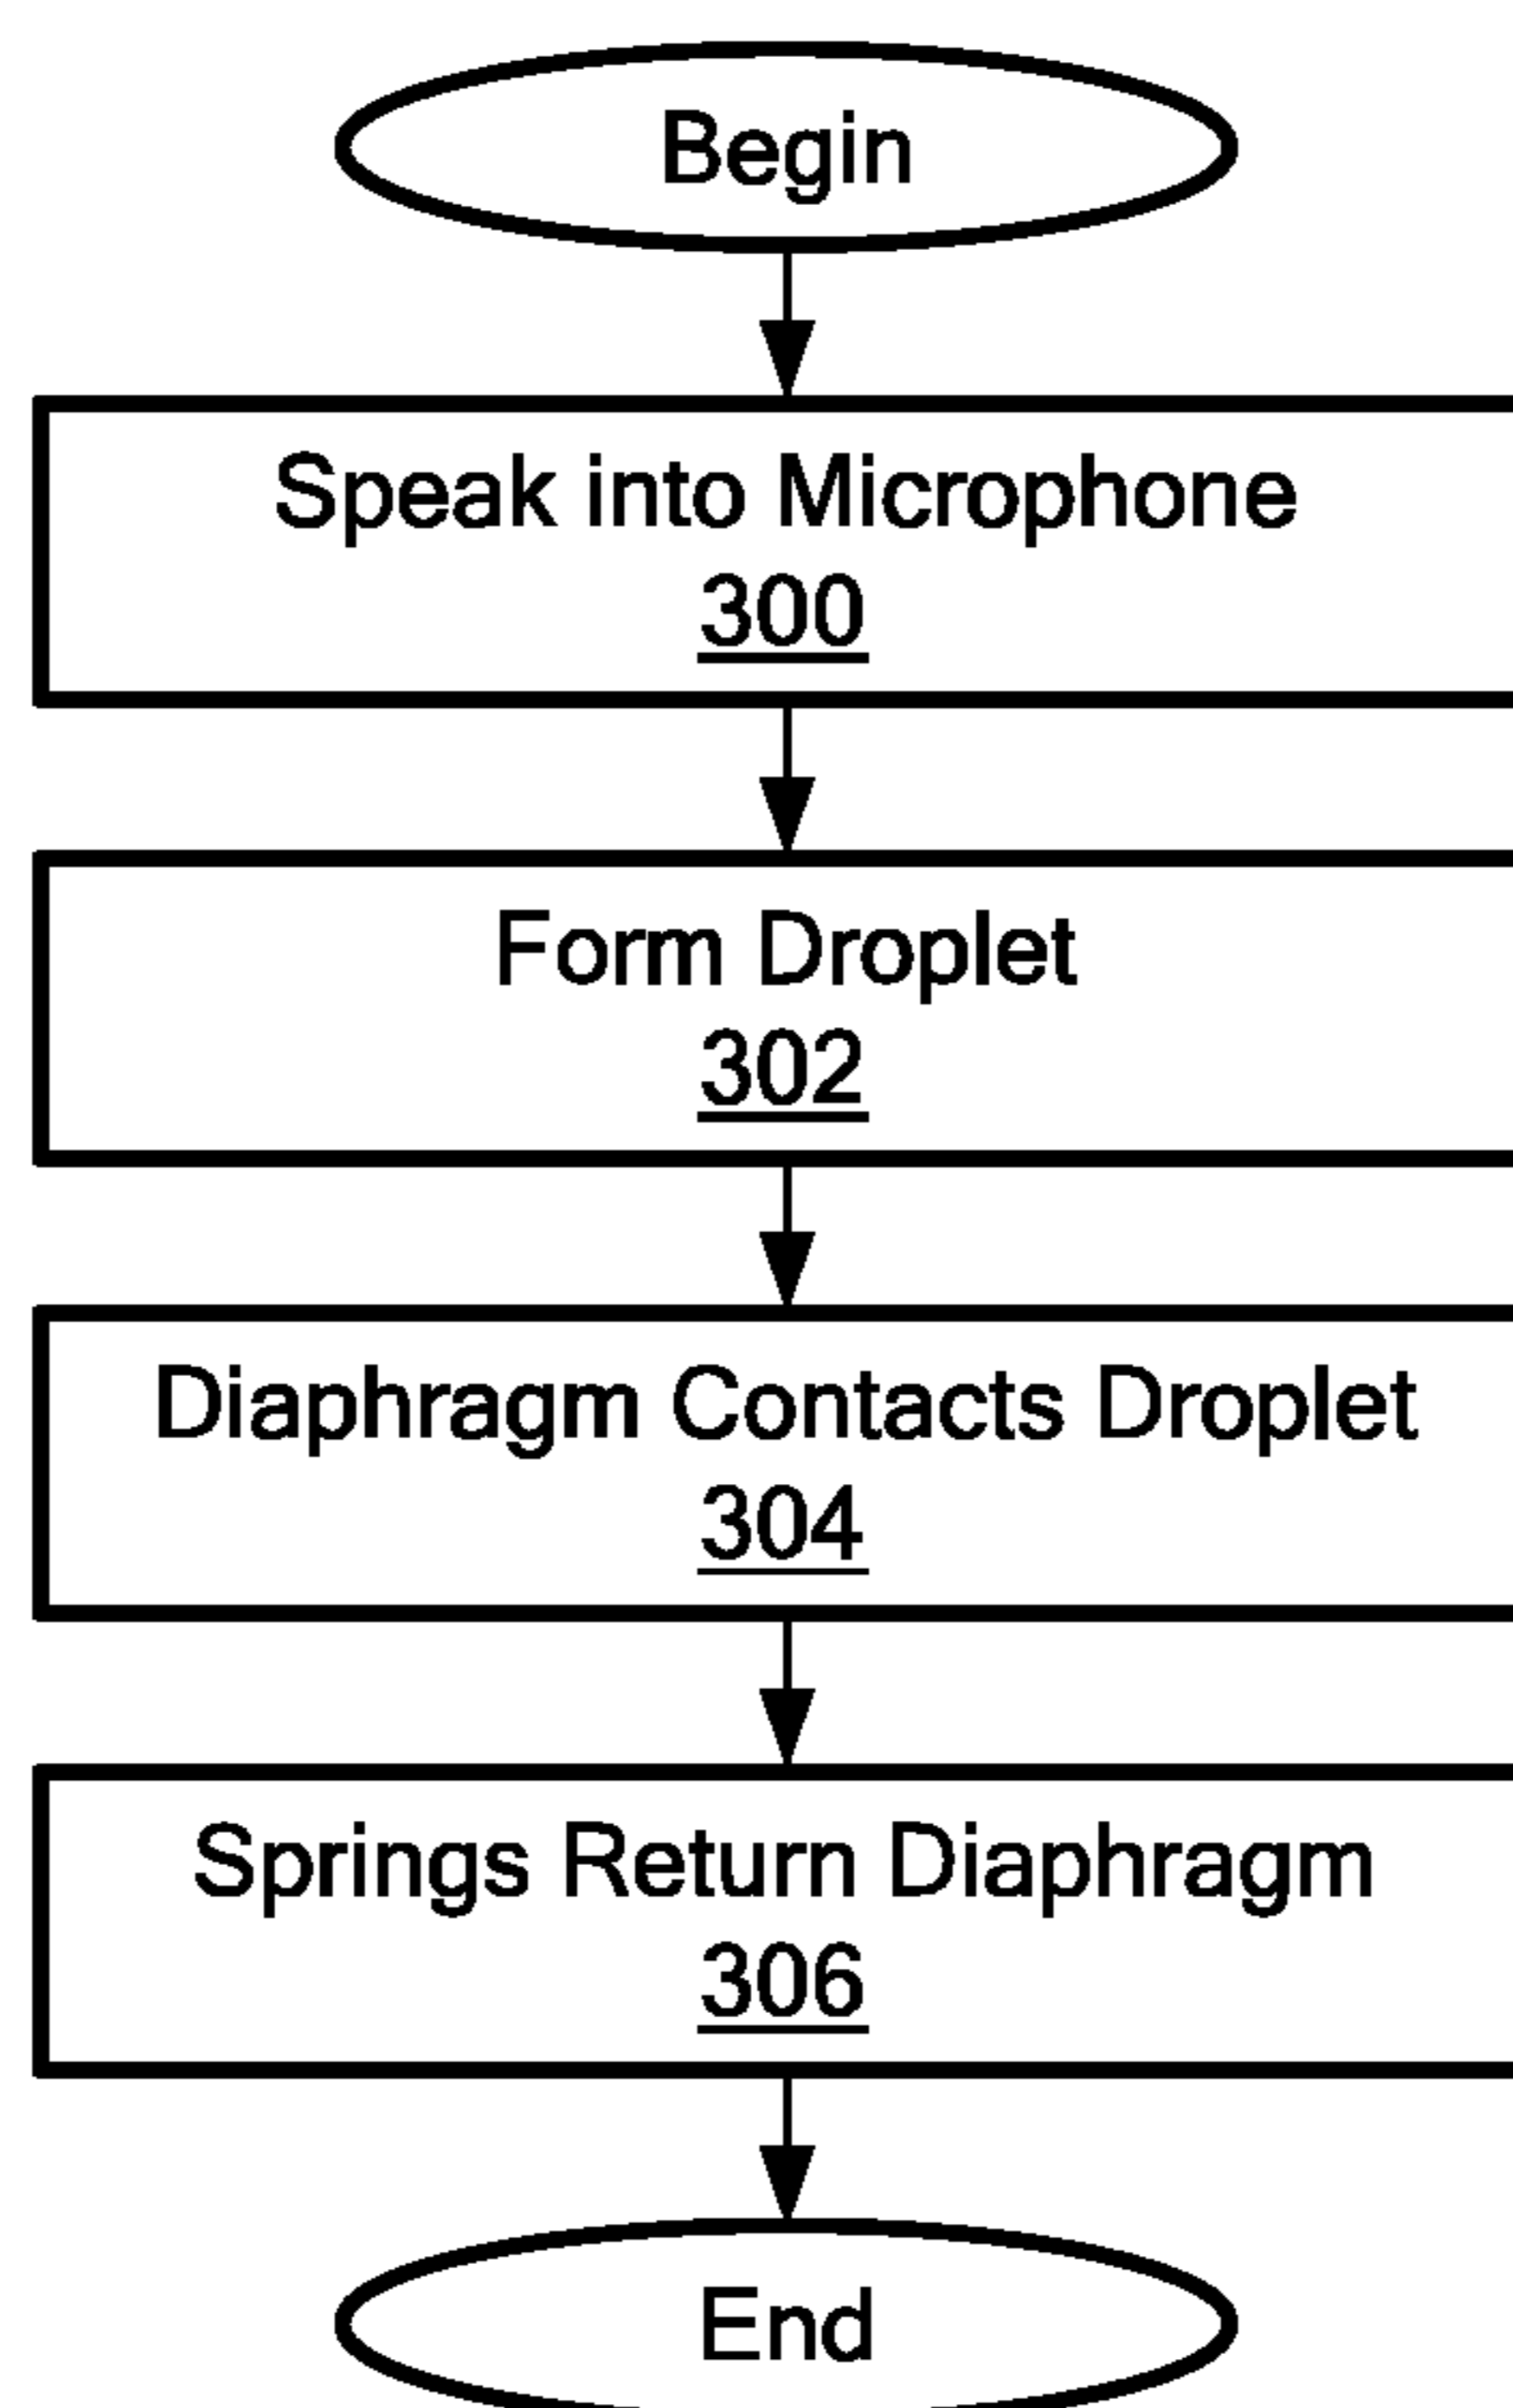 Begin
Speak into Microphone
300
Form Droplet
302
Diaphragm Contacts Droplet
304
Springs Return Diaphragm
306
End